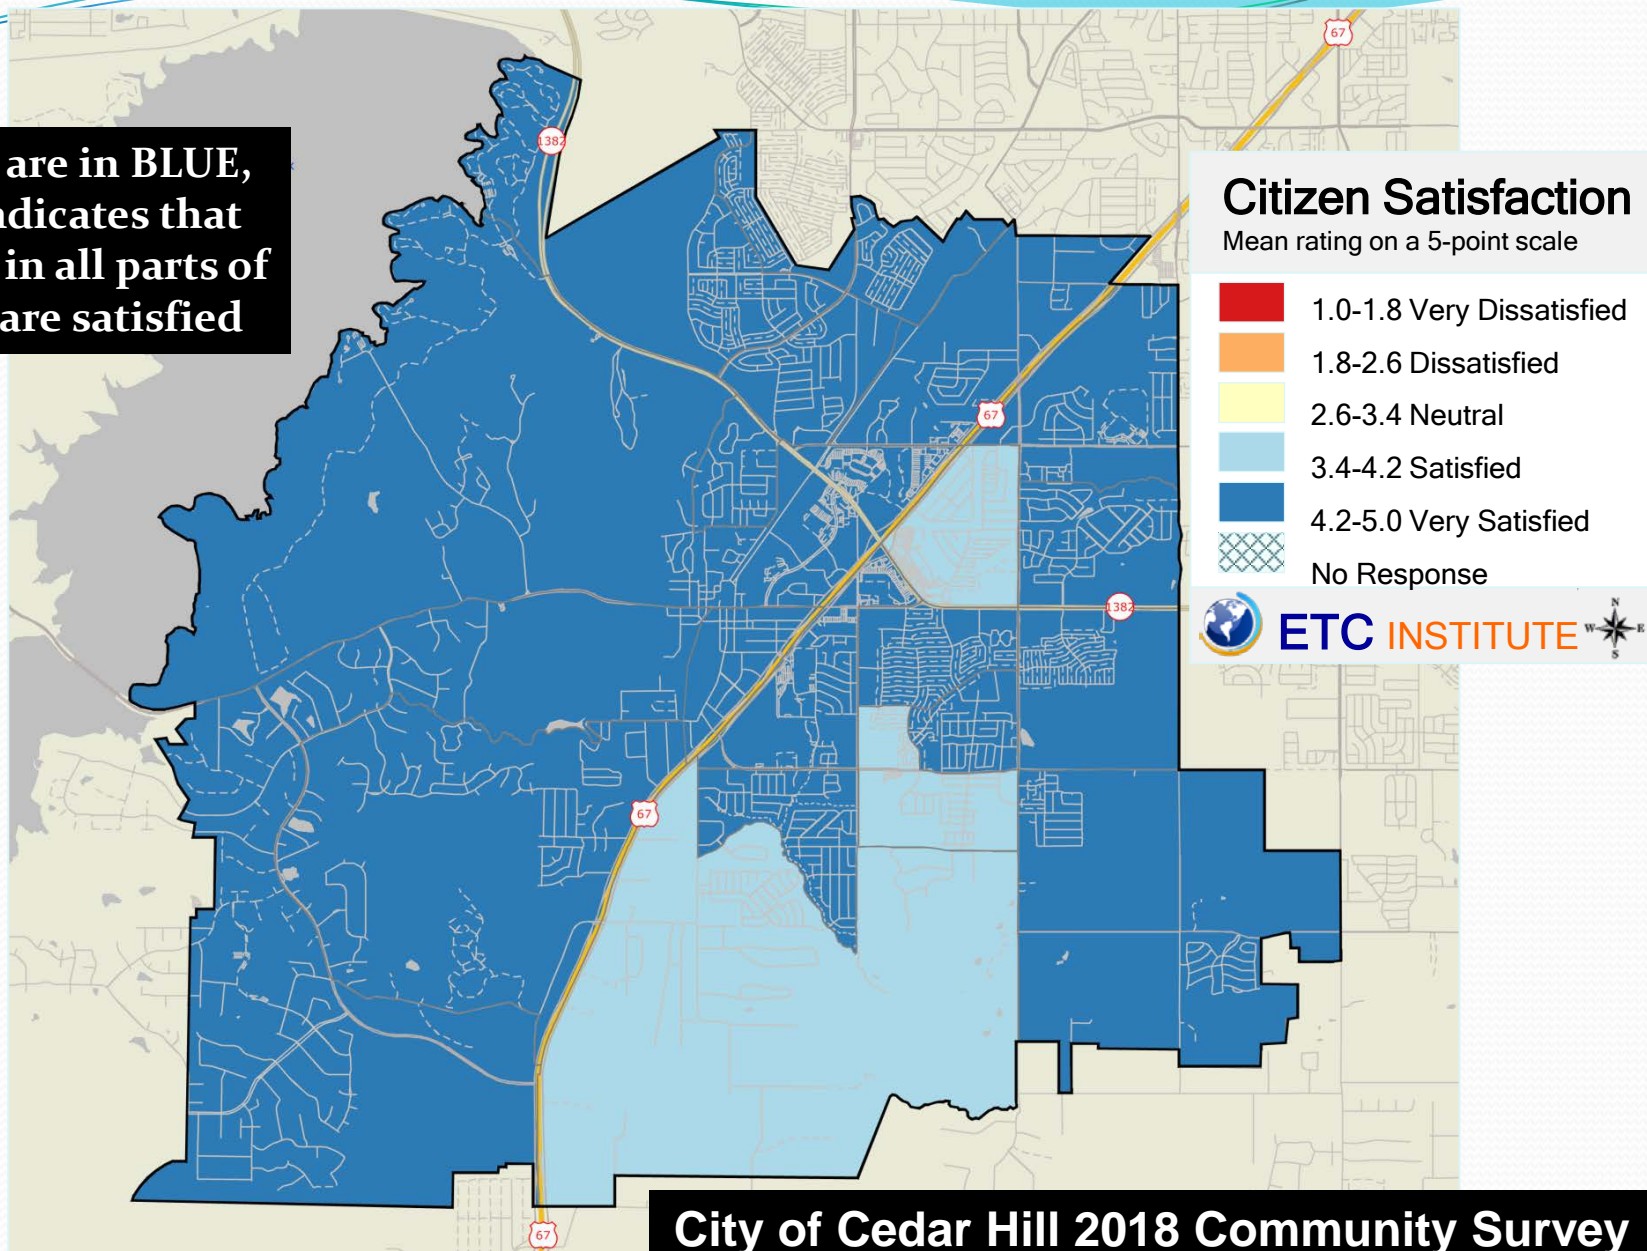 67
1382
are in BLUE,
ndicates that
in all parts of
are satisfied
Citizen Satisfaction
Mean rating on a 5-point scale
1.0-1.8 Very Dissatisfied
1.8-2.6 Dissatisfied
2.6-3.4 Neutral
3.4-4.2 Satisfied
4.2-5.0 Very Satisfied
No Response
ETC INSTITUTE
N
W E
S
67
1382
67
67
City of Cedar Hill 2018 Community Survey